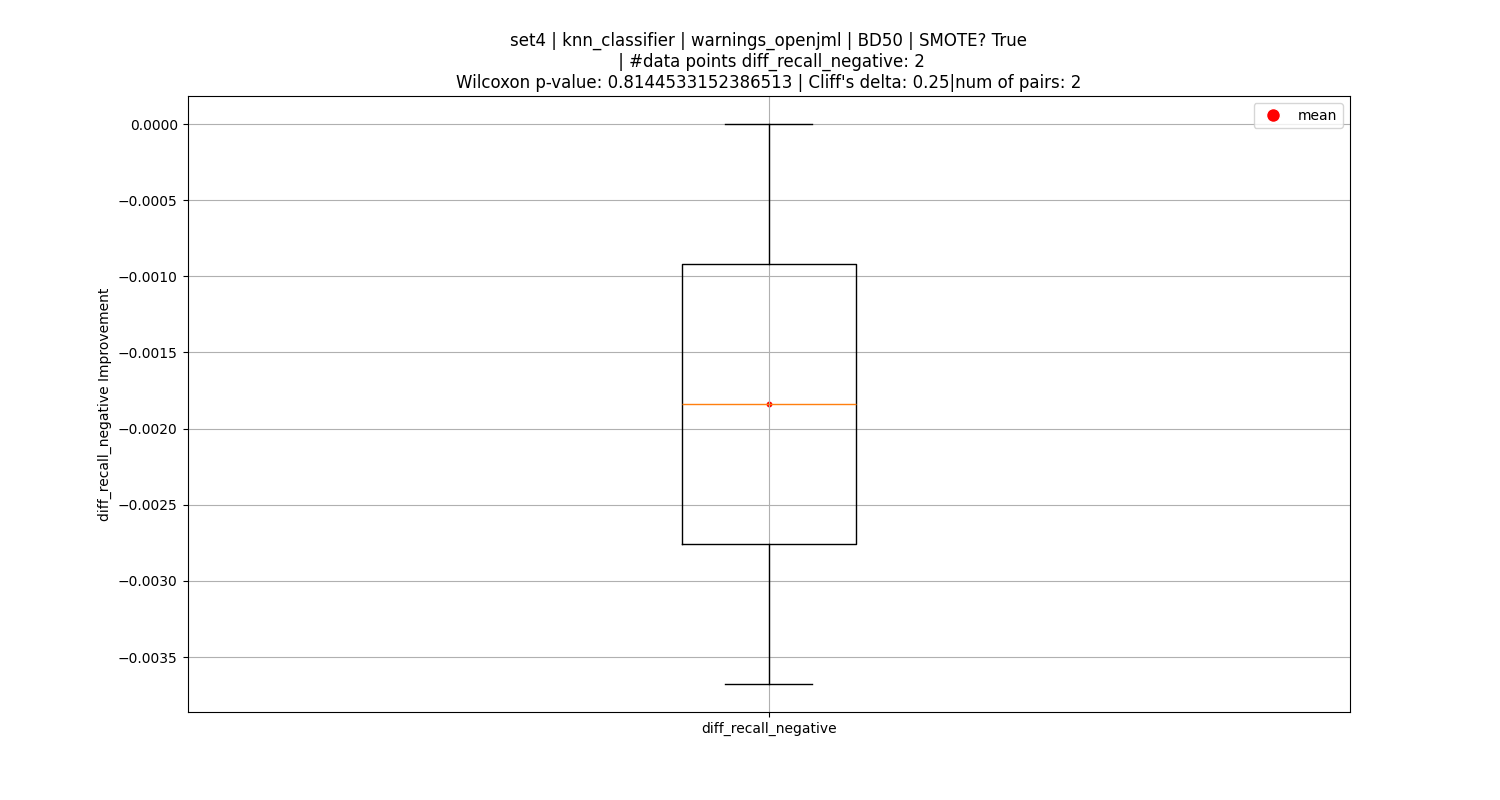 set4 | knn_classifier | warnings_openjml | BD50 | SMOTE? True
| #data points diff_recall_negative: 2
Wilcoxon p-value: 0.8144533152386513 | Cliff's delta: 0.25|num of pairs: 2
mean
0.0000
−0.0005
−0.0010
−0.0015
−0.0020
−0.0025
−0.0030
−0.0035
diff_recall_negative Improvement
diff_recall_negative